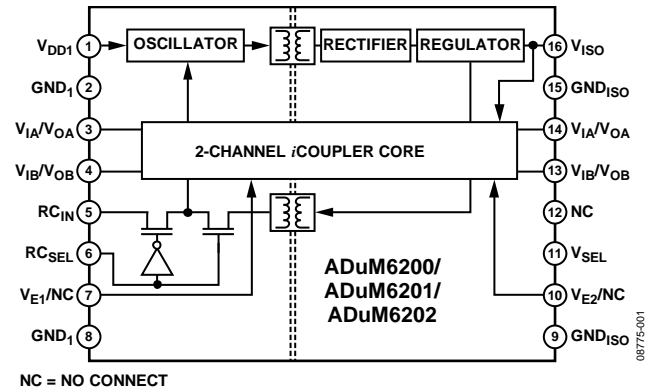 OSCILLATOR
RECTIFIER
REGULATOR
VDD1
1
16
VISO
GND1
2
15
GNDISO
VIA/VOA
3
14
VIA/VOA
2-CHANNEL iCOUPLER CORE
VIB/VOB
4
13
VIB/VOB
RCIN
5
12
NC
RCSEL
6
11
VSEL
ADuM6200/
ADuM6201/
ADuM6202
VE1/NC
7
10
VE2/NC
GND1
8
9
GNDISO
08775-001
NC = NO CONNECT